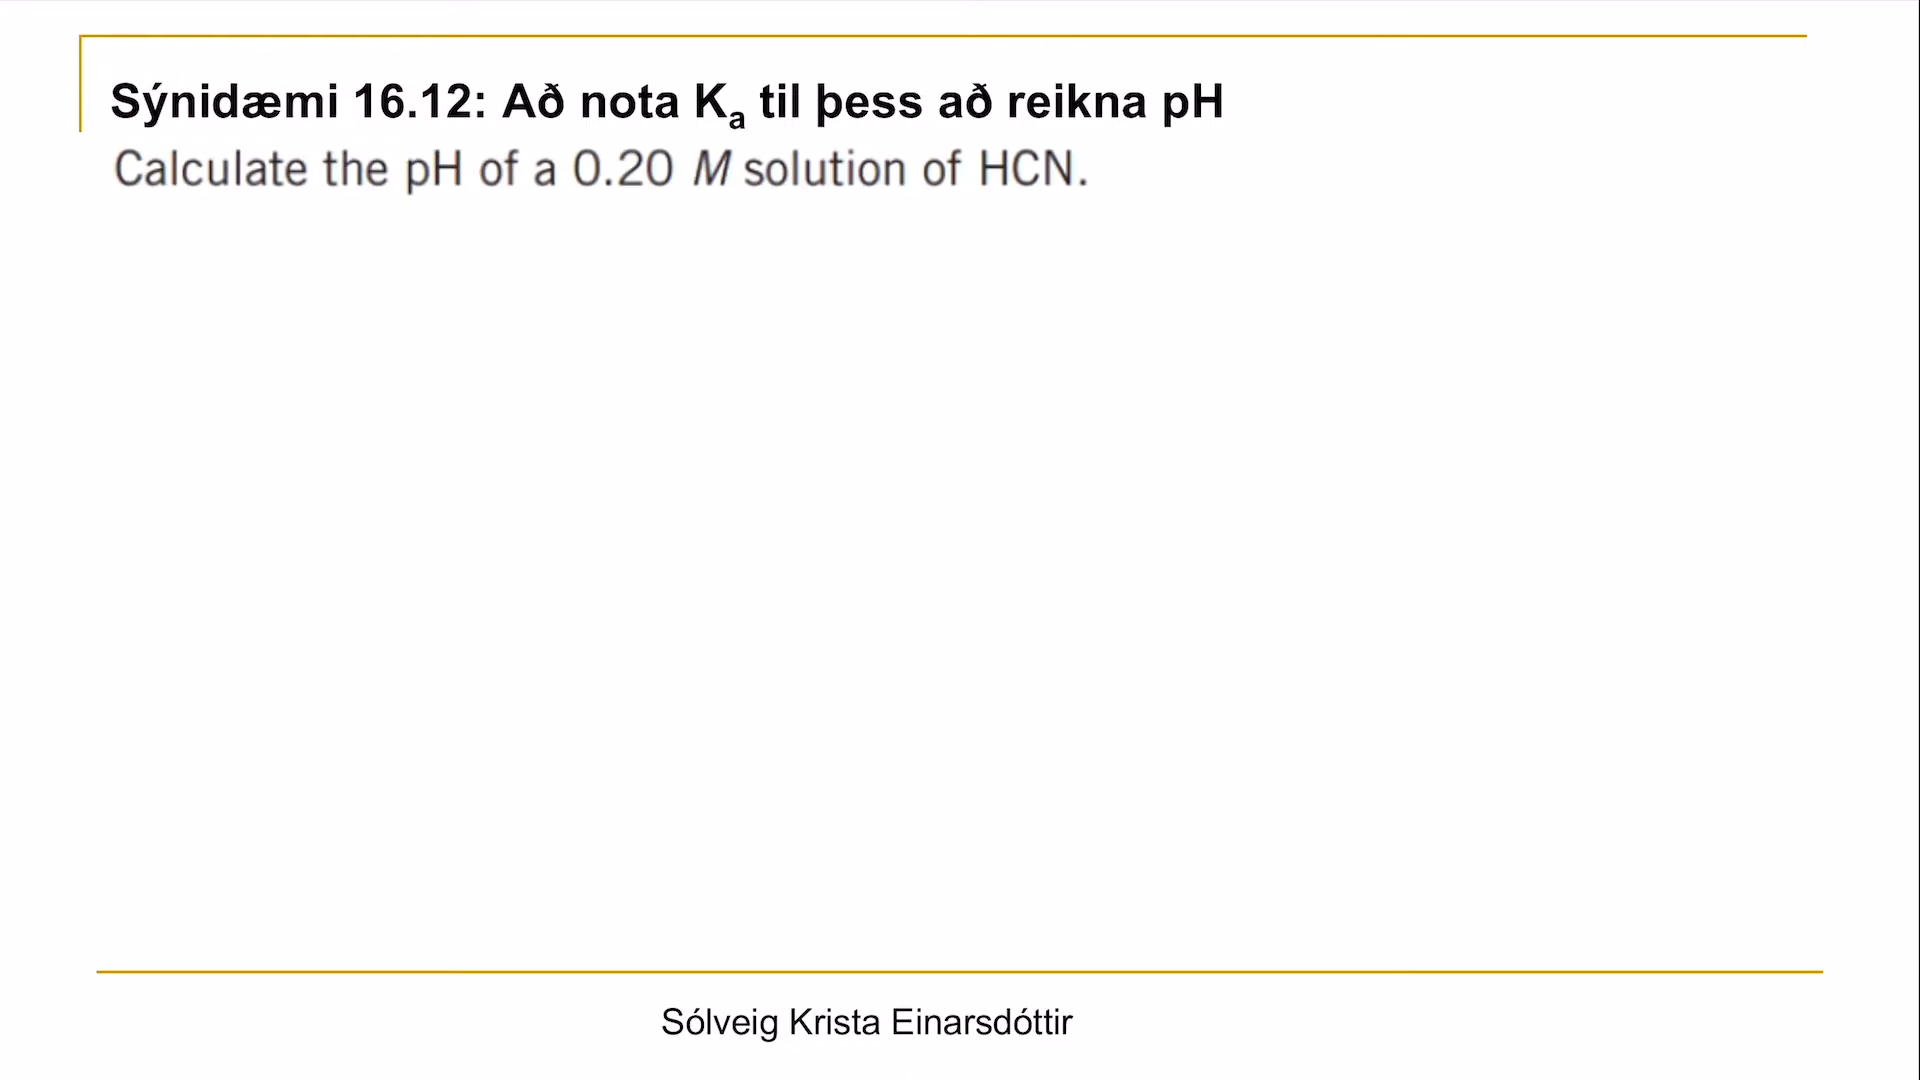 Sýnidæmi 16.12: Að nota Ka til þess að reikna pH
Calculate the pH of a 0.20 M solution of HCN.
Sólveig Krista Einarsdóttir